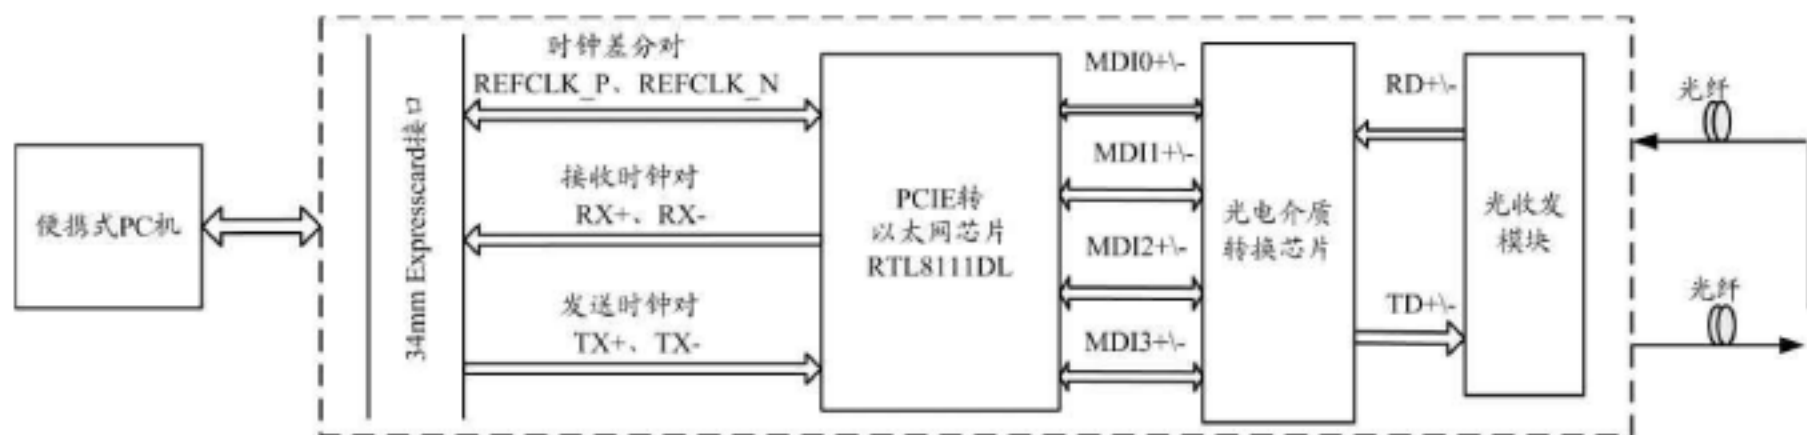 便携式PC机
34mm Expresscard接口
时钟差分对
REFCLK_P、REFCLK_N
接收时钟对
RX+、RX-
发送时钟对
TX+、TX-
PCIE转
以太网芯片
RTL8111DL
MDI0+\-
MDI1+\-
MDI2+\-
MDI3+\-
光电介质
转换芯片
RD+\-
TD+\-
光收发
模块
光纤
光纤